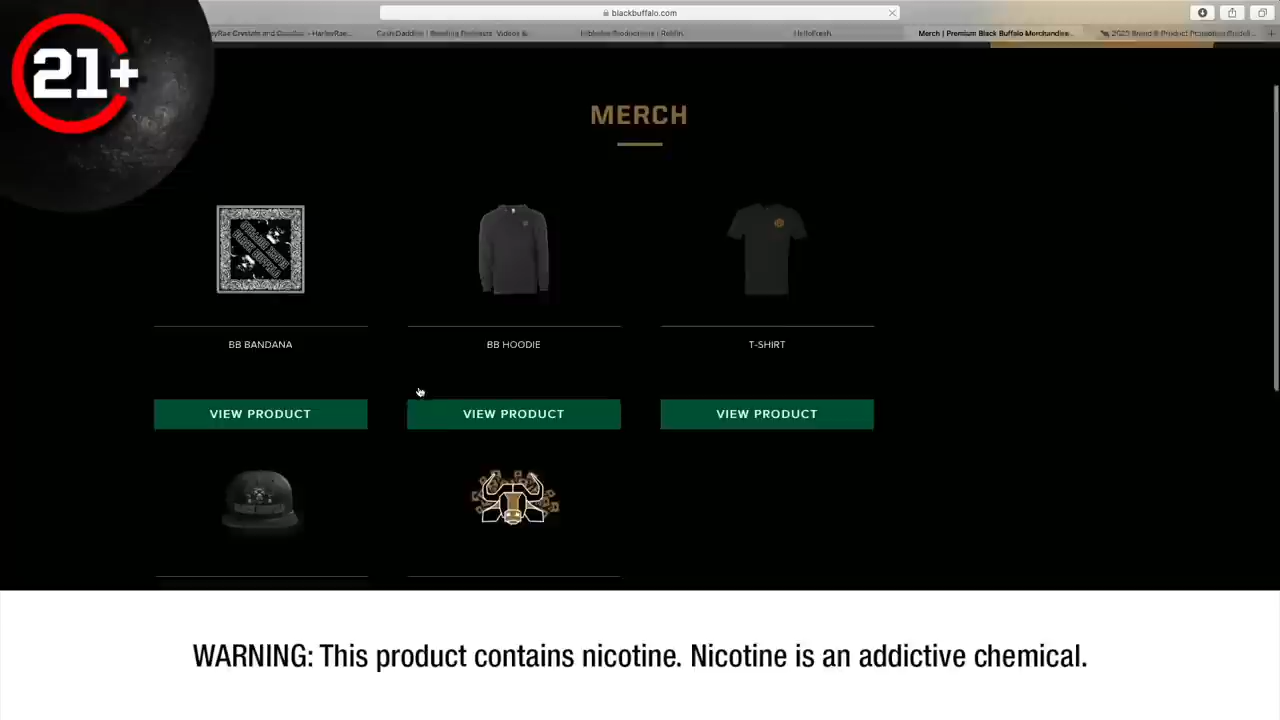 21+
blackbuffalo.com
HelloFresh
Merch | Premium Black Buffalo Merchandise...
MERCH
BB BANDANA
BB HOODIE
T-SHIRT
VIEW PRODUCT
VIEW PRODUCT
VIEW PRODUCT
WARNING: This product contains nicotine. Nicotine is an addictive chemical.